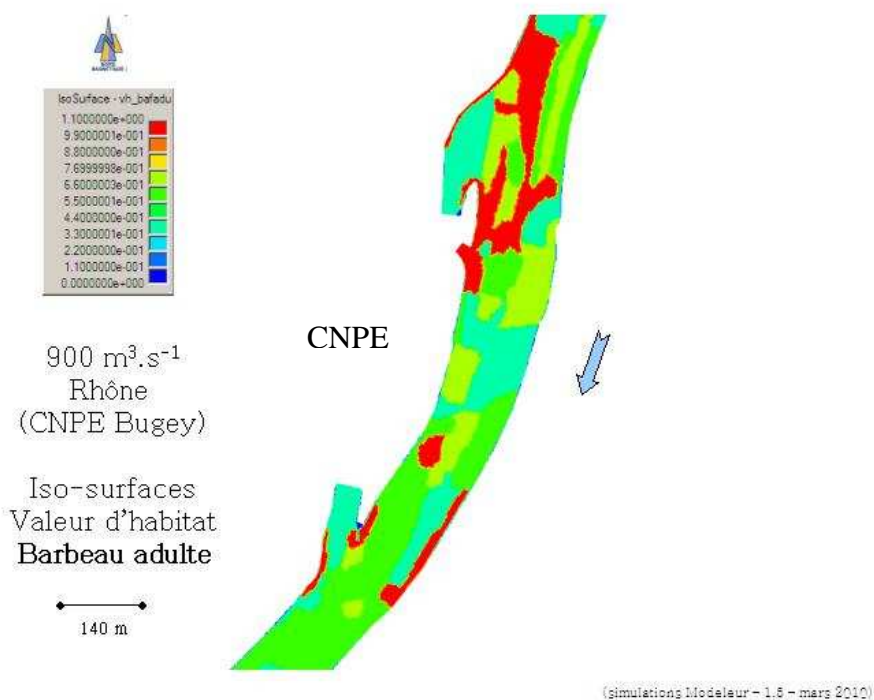 IsoSurface - vh_bafadu
1.1000000e+000
9.9000001e-001
8.8000000e-001
7.6999998e-001
6.6000003e-001
5.5000001e-001
4.4000000e-001
3.3000001e-001
2.2000000e-001
1.1000000e-001
0.0000000e+000
CNPE
900 m³.s⁻¹
Rhône
(CNPE Bugey)
Iso-surfaces
Valeur d'habitat
Barbeau adulte
140 m
(simulations Modeleur - 1.5 - mars 2010)